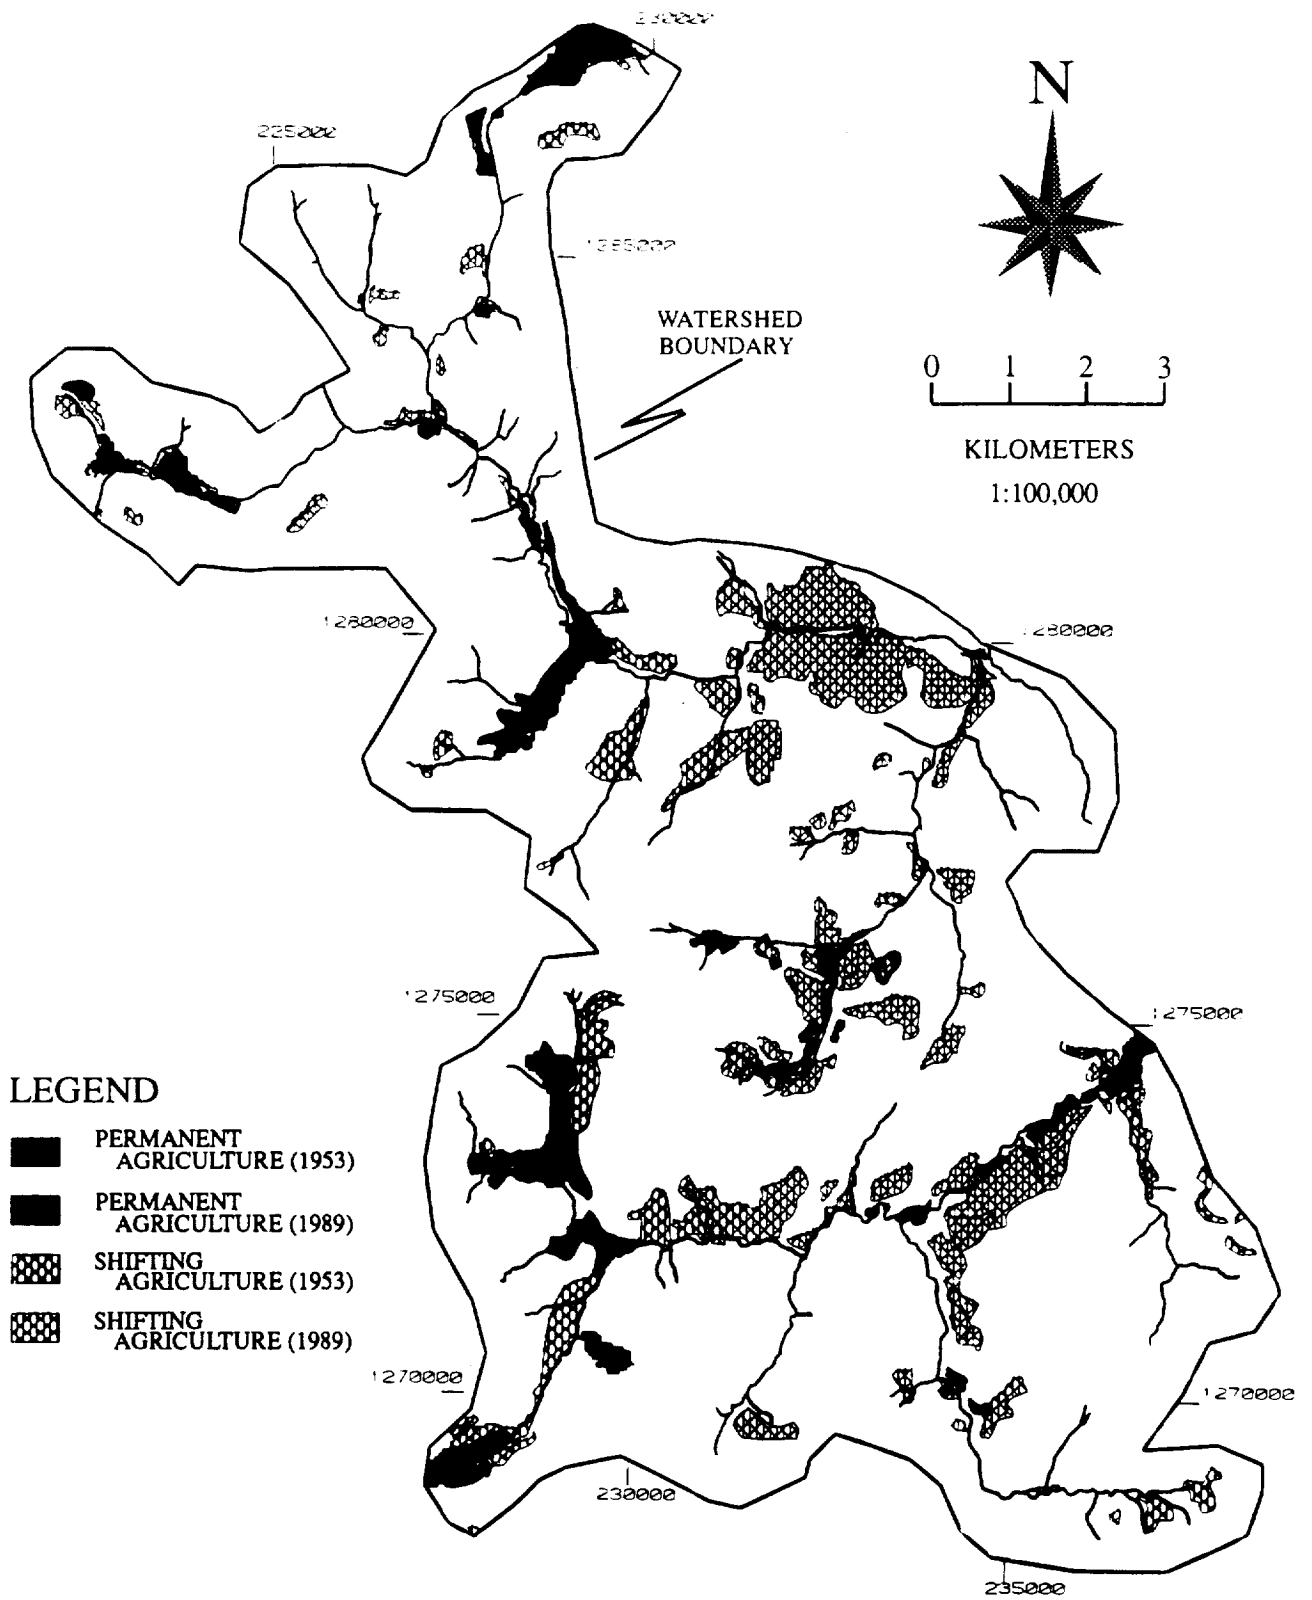 230000
N
225000
1285000
WATERSHED
BOUNDARY
0 1 2 3
KILOMETERS
1:100,000
1280000
1280000
1275000
1275000
LEGEND
PERMANENT
AGRICULTURE (1953)
PERMANENT
AGRICULTURE (1989)
SHIFTING
AGRICULTURE (1953)
SHIFTING
AGRICULTURE (1989)
1270000
1270000
230000
235000